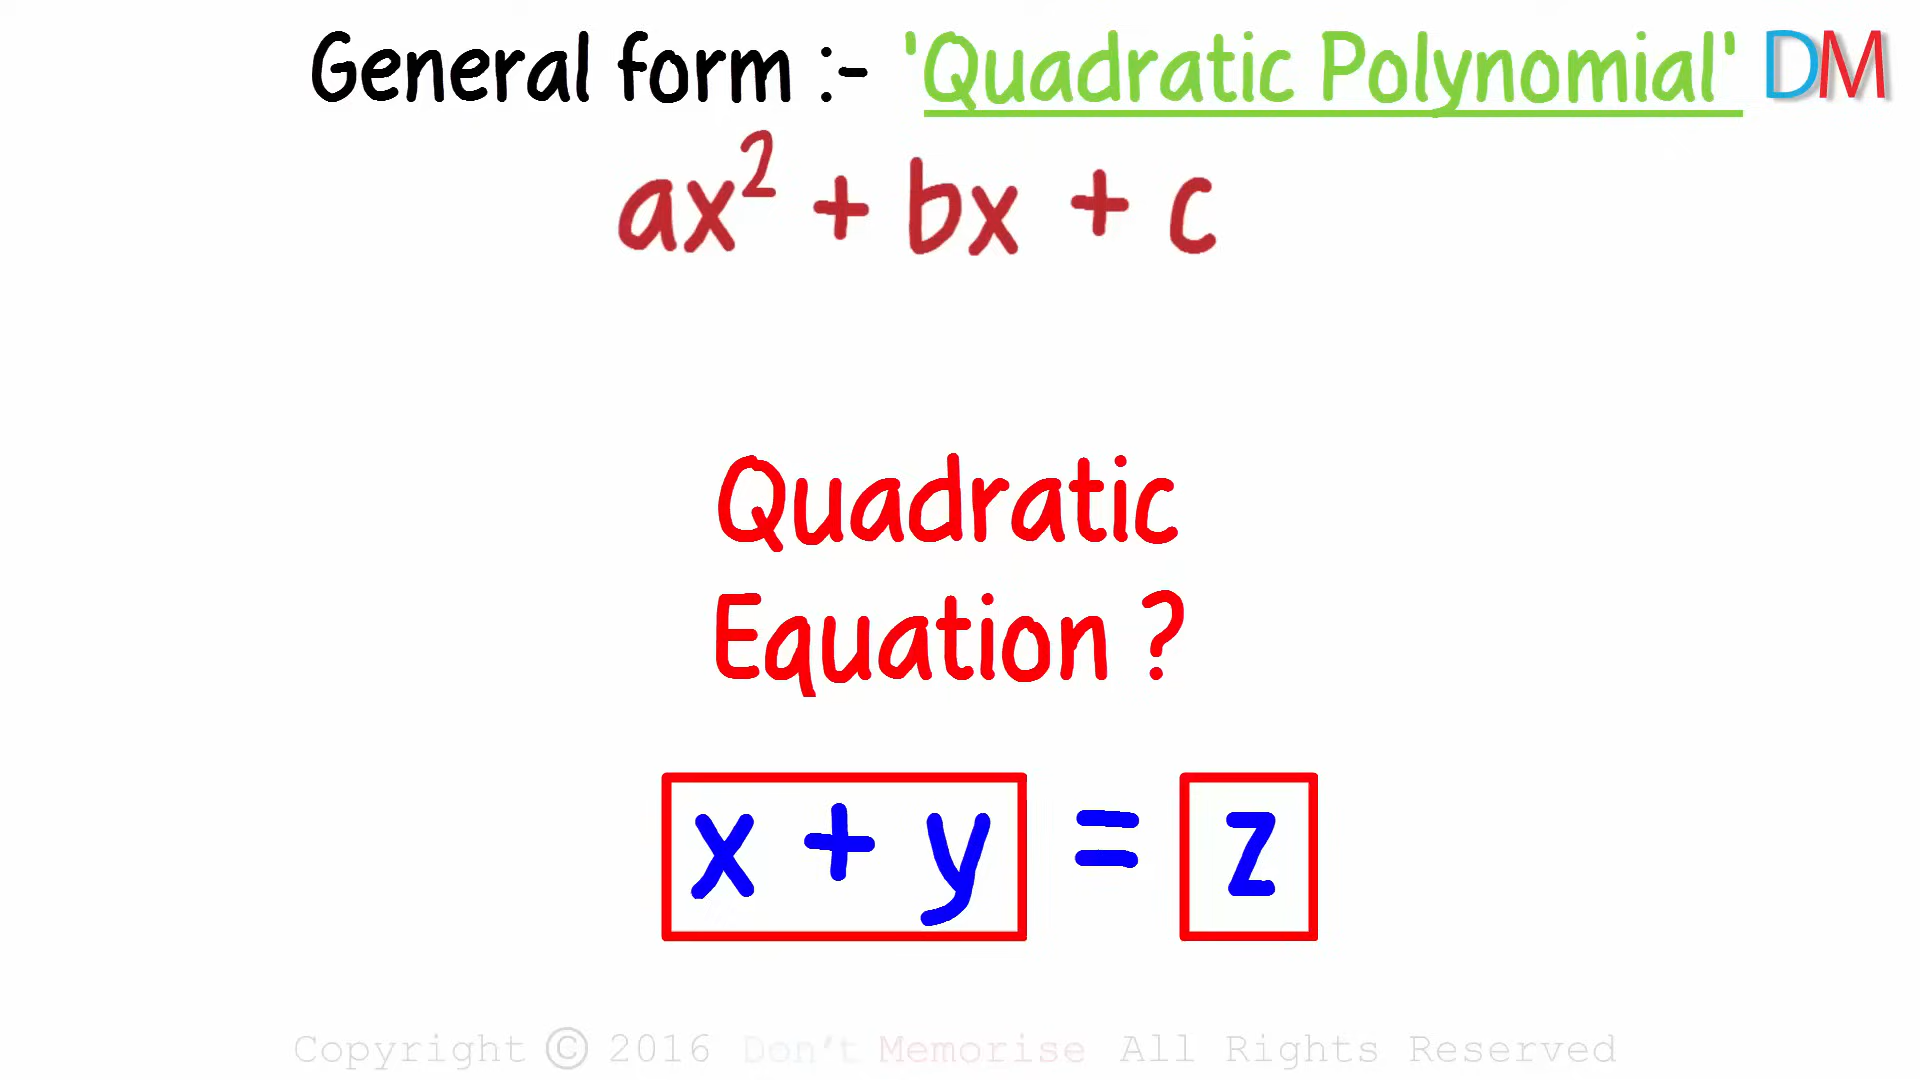 General form :- 'Quadratic Polynomial' DM
ax² + bx + c
Quadratic
Equation ?
x + y = z
Copyright © 2016 Don't Memorise All Rights Reserved